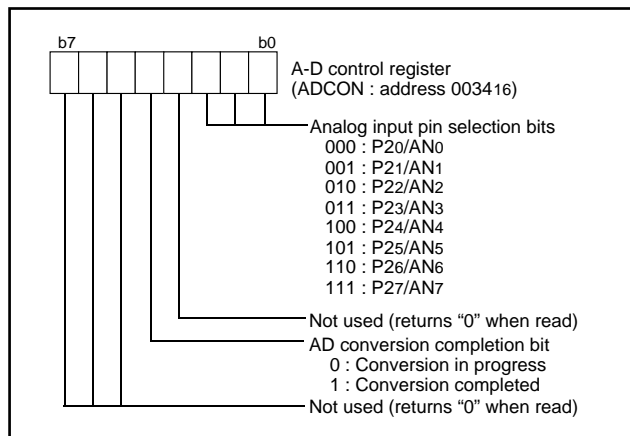 b7 b0
A-D control register
(ADCON : address 003416)
Analog input pin selection bits
000 : P20/AN0
001 : P21/AN1
010 : P22/AN2
011 : P23/AN3
100 : P24/AN4
101 : P25/AN5
110 : P26/AN6
111 : P27/AN7
Not used (returns “0” when read)
AD conversion completion bit
0 : Conversion in progress
1 : Conversion completed
Not used (returns “0” when read)